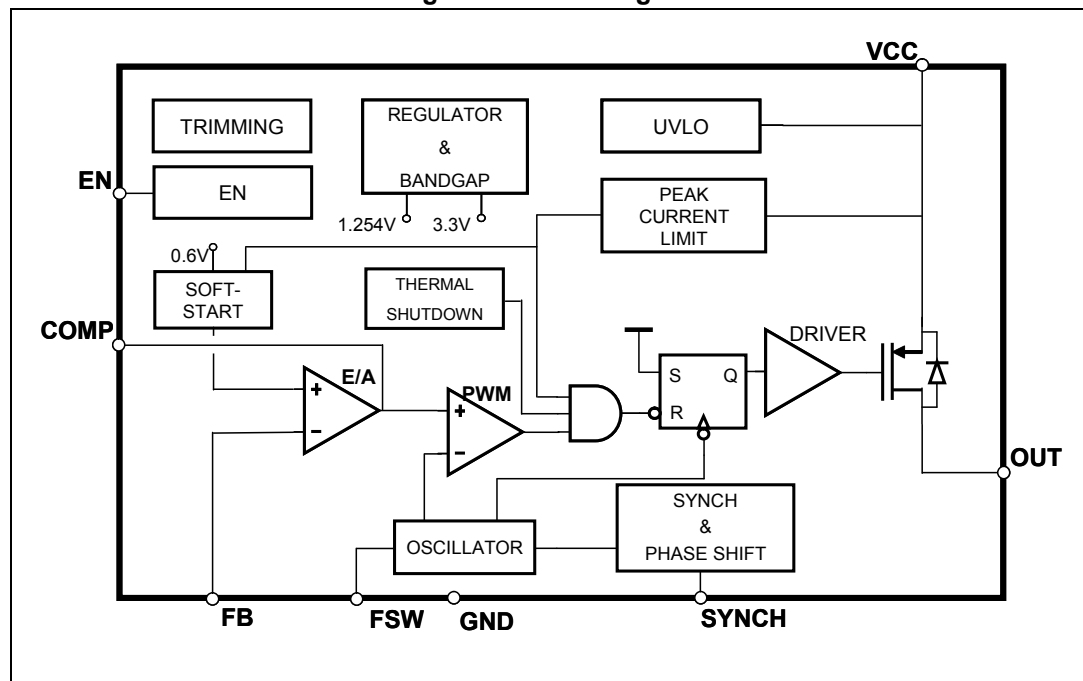 VCC
TRIMMING
REGULATOR
&
BANDGAP
UVLO
EN
EN
1.254V
3.3V
PEAK
CURRENT
LIMIT
0.6V
SOFT-
START
THERMAL
SHUTDOWN
COMP
DRIVER
E/A
+
-
PWM
+
-
S
Q
R
OUT
OSCILLATOR
SYNCH
&
PHASE SHIFT
FB
FSW
GND
SYNCH